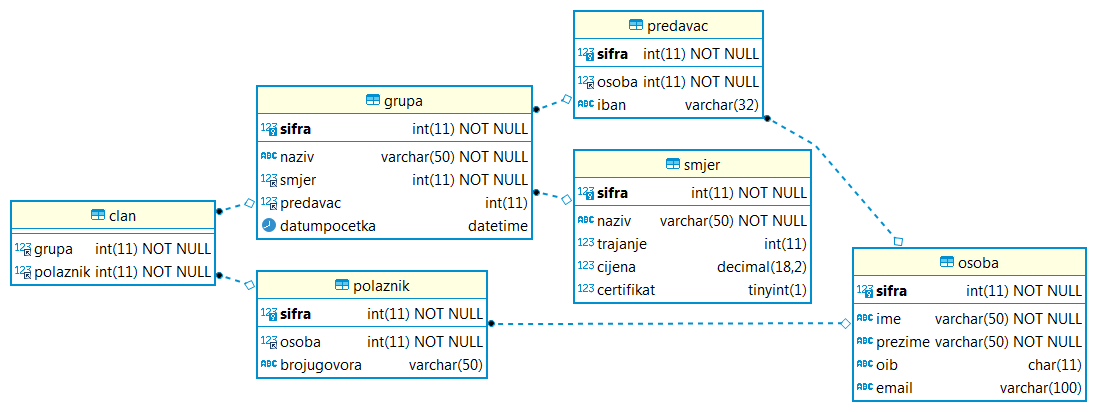 predavac
sifra int(11) NOT NULL
osoba int(11) NOT NULL
iban varchar(32)
grupa
sifra int(11) NOT NULL
naziv varchar(50) NOT NULL
smjer int(11) NOT NULL
predavac int(11)
datumpocetka datetime
smjer
sifra int(11) NOT NULL
naziv varchar(50) NOT NULL
trajanje int(11)
cijena decimal(18,2)
certifikat tinyint(1)
clan
grupa int(11) NOT NULL
polaznik int(11) NOT NULL
polaznik
sifra int(11) NOT NULL
osoba int(11) NOT NULL
brojugovora varchar(50)
osoba
sifra int(11) NOT NULL
ime varchar(50) NOT NULL
prezime varchar(50) NOT NULL
oib char(11)
email varchar(100)